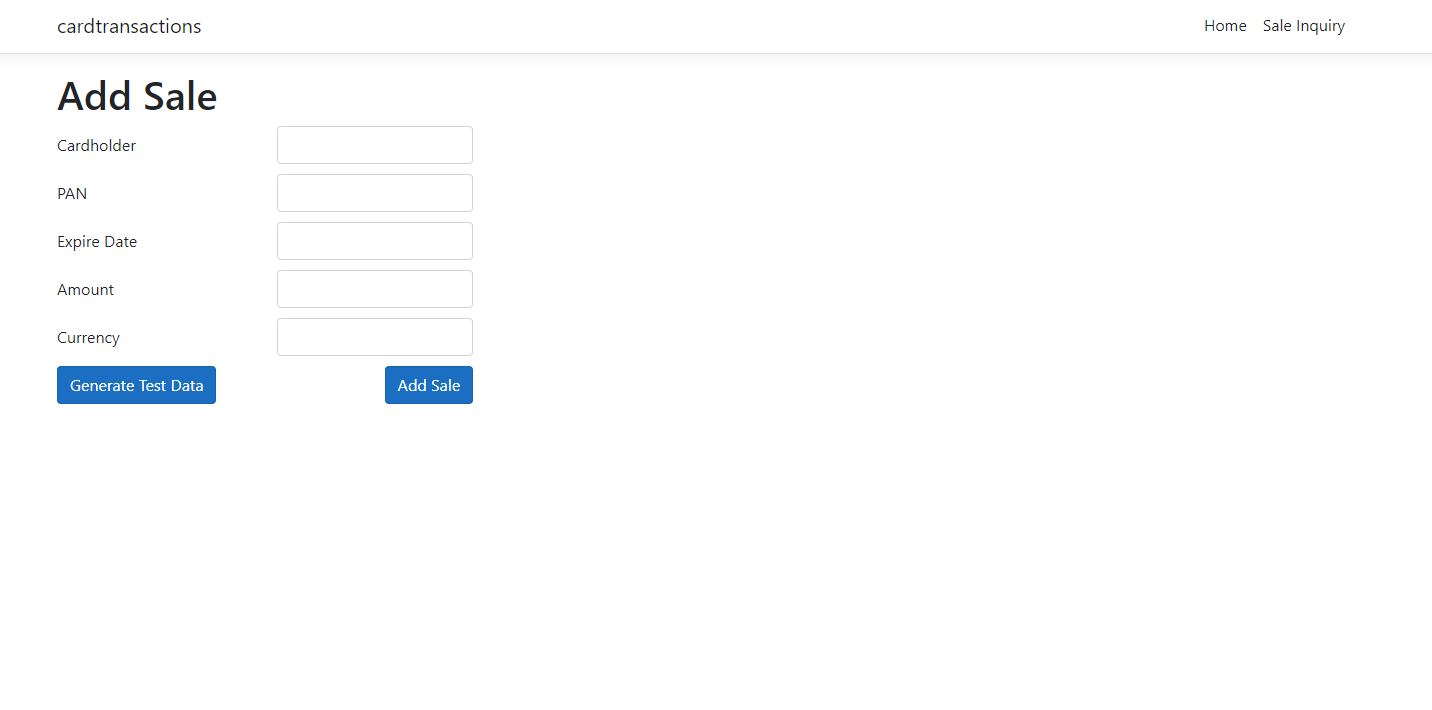 cardtransactions
Home Sale Inquiry
Add Sale
Cardholder
PAN
Expire Date
Amount
Currency
Generate Test Data Add Sale